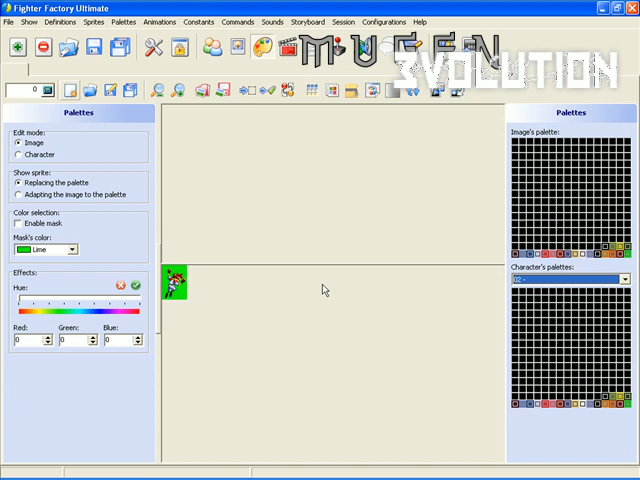 Fighter Factory Ultimate
File View Definitions Sprites Palettes Animations Constants Commands Sounds Storyboard Session Configurations Help
MUGEN
3VOLUTION
0
Palettes
Edit mode:
Image
Character
Show sprite:
Replacing the palette
Adapting the image to the palette
Color selection:
Enable mask
Mask's color:
Lime
Effects:
Hue:
Red: Green: Blue:
0 0 0
Palettes
Image's palette:
Character's palettes:
02 -